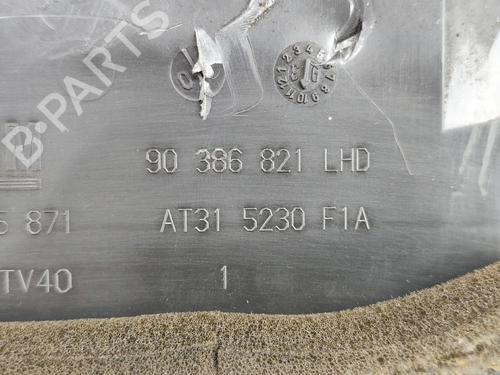 90 386 821 LHD
5 871 AT31 5230 F1A
TV40 1
B-PARTS